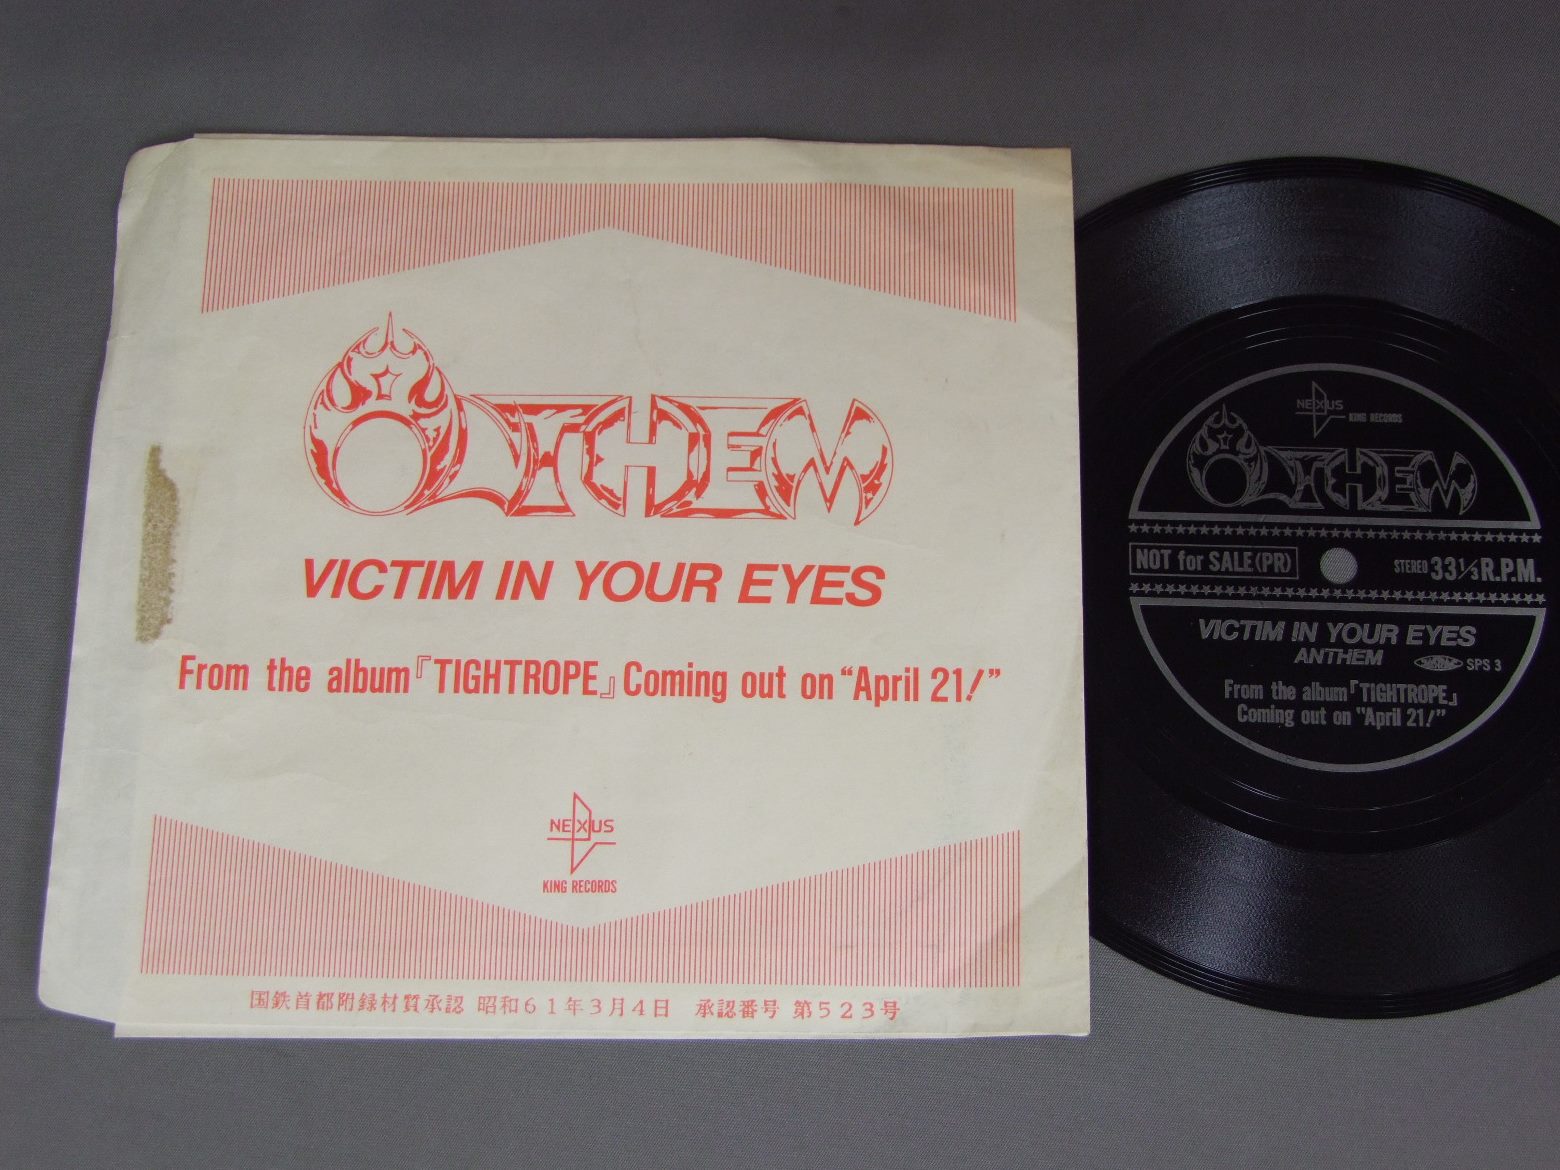 ANTHEM
VICTIM IN YOUR EYES
From the album『TIGHTROPE』Coming out on "April 21!"
NEXUS
KING RECORDS
国鉄首都附録材質承認 昭和61年3月4日 承認番号 第523号
NEXUS
KING RECORDS
ANTHEM
NOT for SALE(PR)
STEREO 33 1/3 R.P.M.
VICTIM IN YOUR EYES
ANTHEM
SPS 3
From the album『TIGHTROPE』
Coming out on "April 21!"